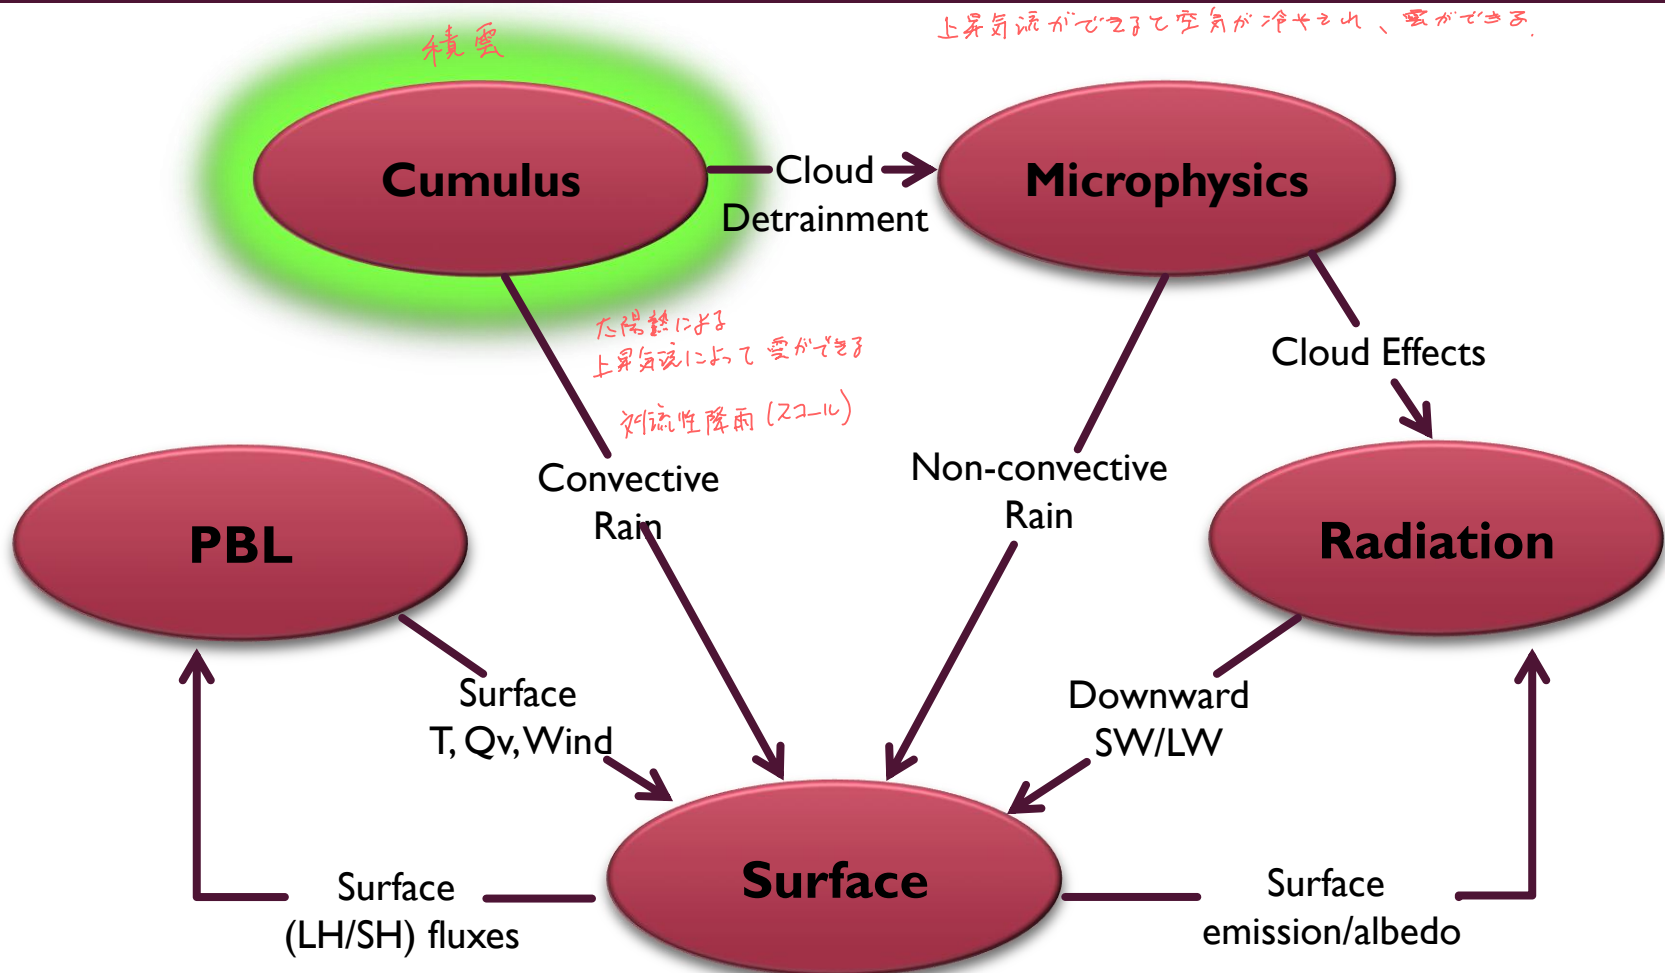 積雲
上昇気流ができると空気が冷やされ、雲ができる.
Cumulus
Cloud
Detrainment
Microphysics
太陽熱による
上昇気流によって雲ができる
対流性降雨(スコール)
Cloud Effects
Convective
Rain
Non-convective
Rain
PBL
Radiation
Surface
T, Qv, Wind
Downward
SW/LW
Surface
Surface
(LH/SH) fluxes
Surface
emission/albedo